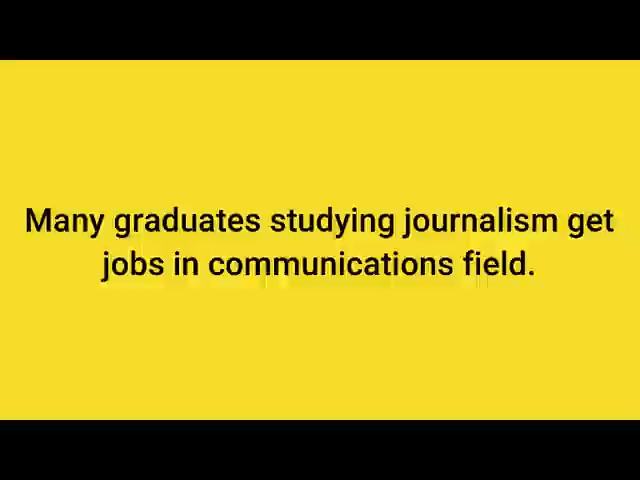 Many graduates studying journalism get
jobs in communications field.